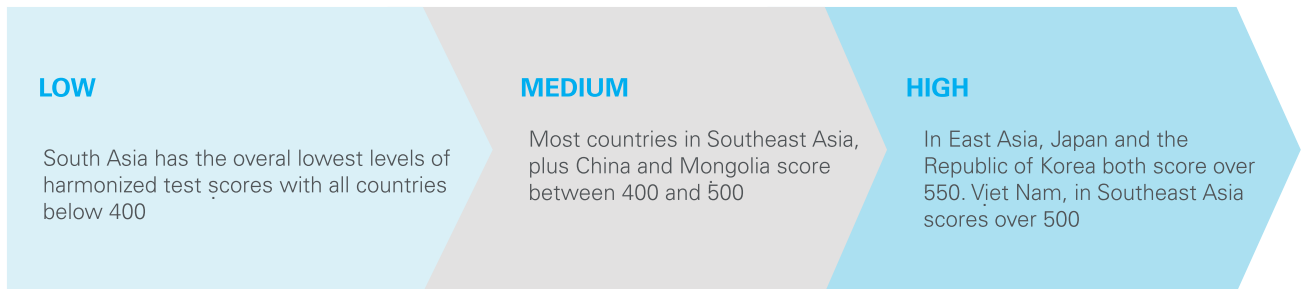 LOW
South Asia has the overal lowest levels of
harmonized test scores with all countries
below 400
MEDIUM
Most countries in Southeast Asia,
plus China and Mongolia score
between 400 and 500
HIGH
In East Asia, Japan and the
Republic of Korea both score over
550. Viet Nam, in Southeast Asia
scores over 500